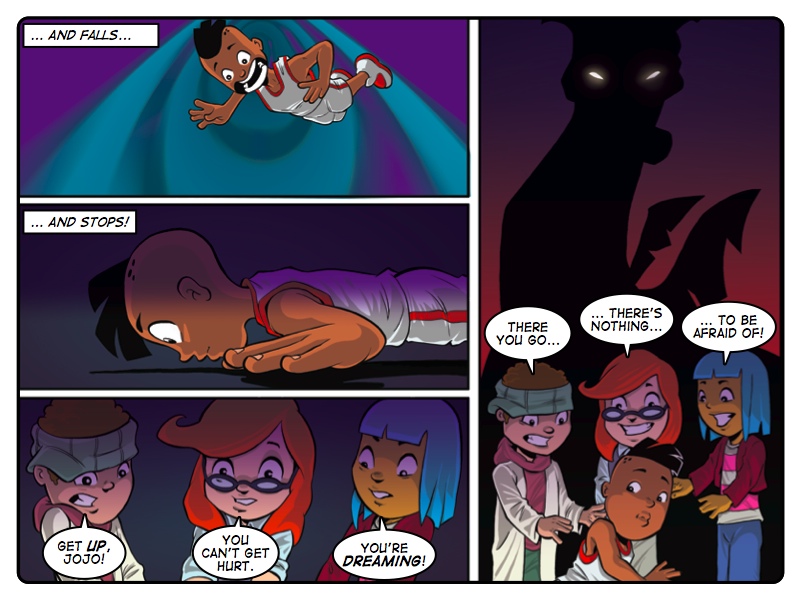 ... AND FALLS...
... AND STOPS!
GET UP,
JOJO!
YOU
CAN'T GET
HURT.
YOU'RE
DREAMING!
THERE
YOU GO...
... THERE'S
NOTHING...
... TO BE
AFRAID OF!